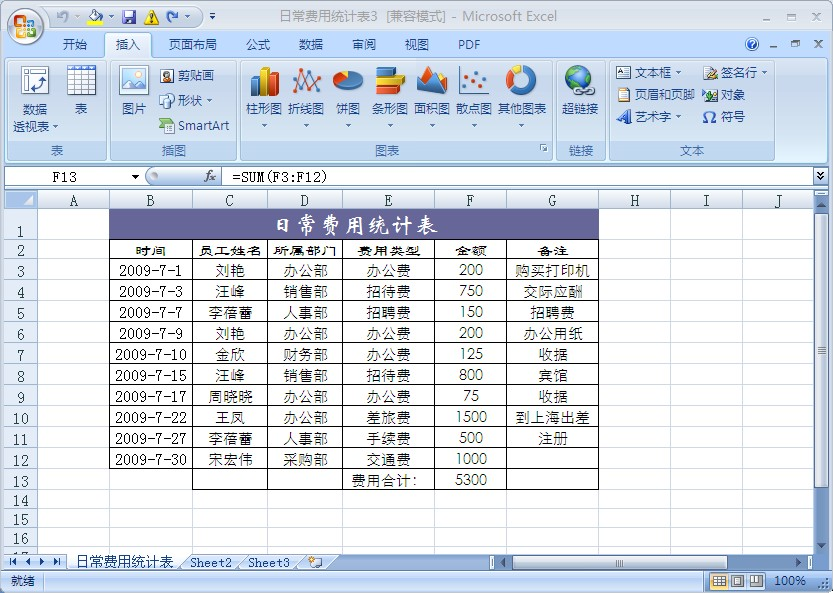 日常费用统计表3 [兼容模式] - Microsoft Excel
开始 插入 页面布局 公式 数据 审阅 视图 PDF
数据透视表 表 图片 剪贴画 形状 SmartArt 柱形图 折线图 饼图 条形图 面积图 散点图 其他图表 超链接 文本框 页眉和页脚 艺术字 签名行 对象 符号
表 插图 图表 链接 文本
F13 fx =SUM(F3:F12)
A B C D E F G H I J
1 日常费用统计表
2 时间 员工姓名 所属部门 费用类型 金额 备注
3 2009-7-1 刘艳 办公部 办公费 200 购买打印机
4 2009-7-3 汪峰 销售部 招待费 750 交际应酬
5 2009-7-7 李蓓蕾 人事部 招聘费 150 招聘费
6 2009-7-9 刘艳 办公部 办公费 200 办公用纸
7 2009-7-10 金欣 财务部 办公费 125 收据
8 2009-7-15 汪峰 销售部 招待费 800 宾馆
9 2009-7-17 周晓晓 办公部 办公费 75 收据
10 2009-7-22 王凤 办公部 差旅费 1500 到上海出差
11 2009-7-27 李蓓蕾 人事部 手续费 500 注册
12 2009-7-30 宋宏伟 采购部 交通费 1000
13 费用合计: 5300
14
15
16
日常费用统计表 Sheet2 Sheet3
就绪 100%